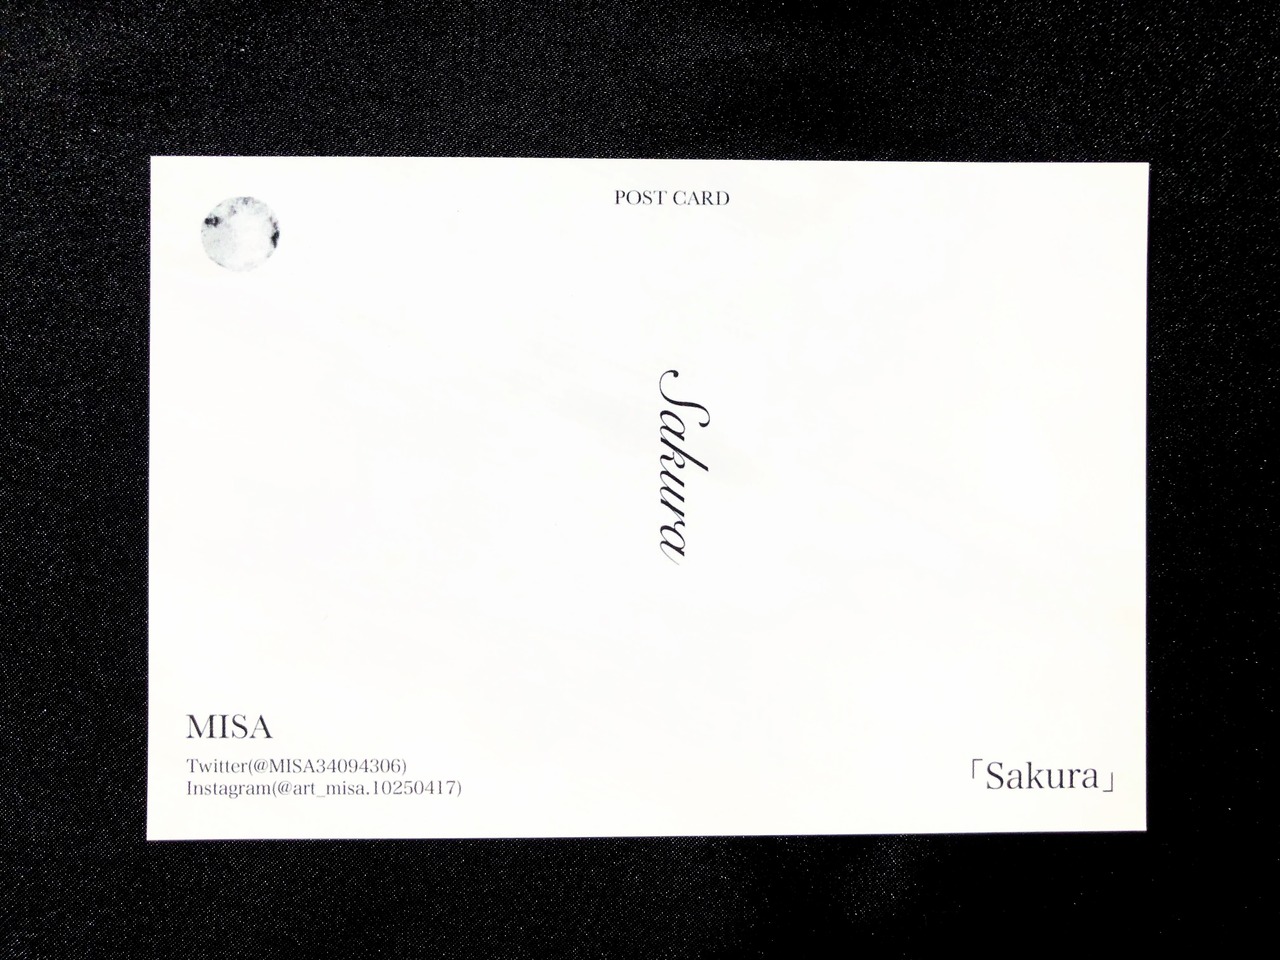 POST CARD
Sakura
MISA
Twitter(@MISA34094306)
Instagram(@art_misa.10250417)
「Sakura」